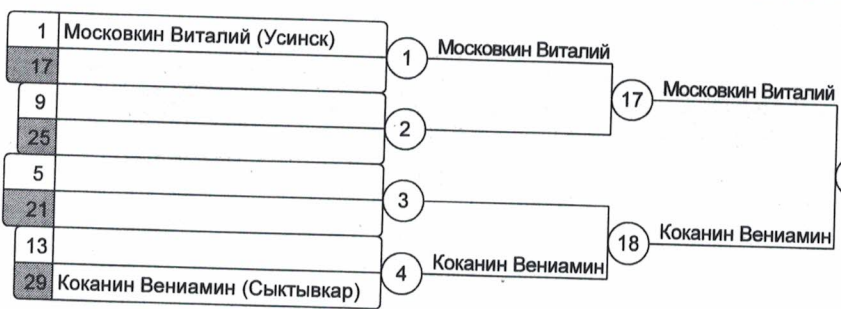 1 Московкин Виталий (Усинск)
17
9
25
5
21
13
29 Коканин Вениамин (Сыктывкар)
1 Московкин Виталий
2
3
4 Коканин Вениамин
17 Московкин Виталий
18 Коканин Вениамин